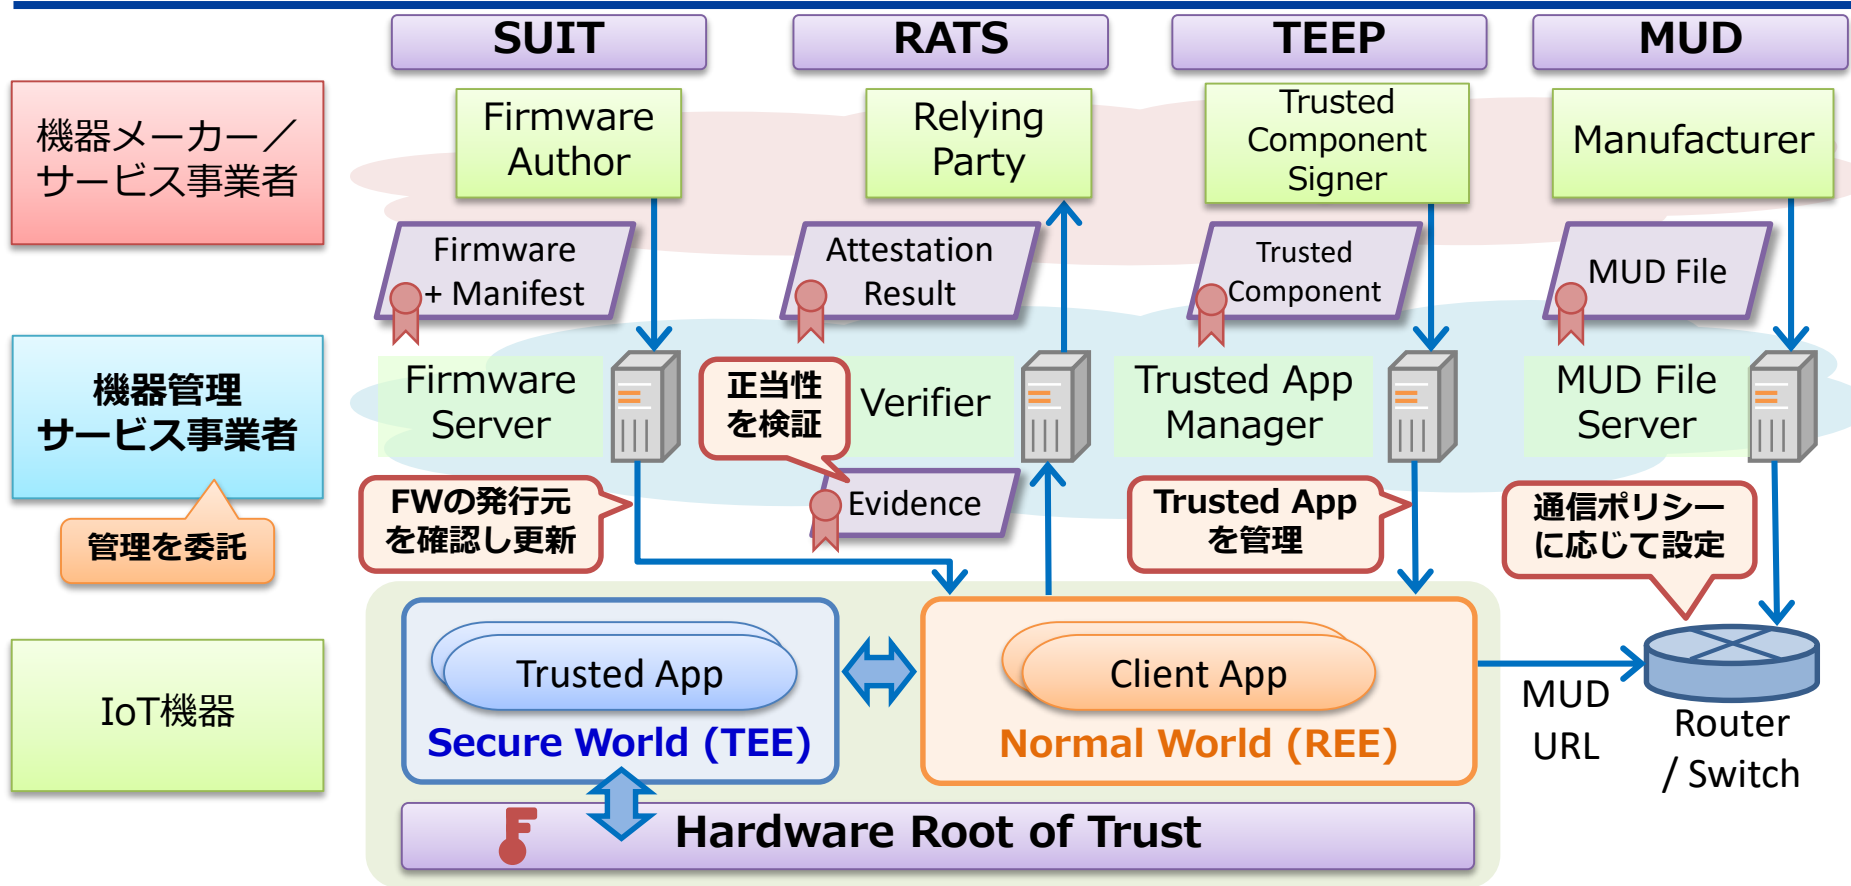 SUIT
RATS
TEEP
MUD
機器メーカー／
サービス事業者
Firmware
Author
Relying
Party
Trusted
Component
Signer
Manufacturer
Firmware
+ Manifest
Attestation
Result
Trusted
Component
MUD File
機器管理
サービス事業者
管理を委託
Firmware
Server
正当性
を検証
Verifier
Trusted App
Manager
MUD File
Server
FWの発行元
を確認し更新
Evidence
Trusted App
を管理
通信ポリシー
に応じて設定
IoT機器
Trusted App
Secure World (TEE)
Client App
Normal World (REE)
MUD
URL
Router
/ Switch
Hardware Root of Trust